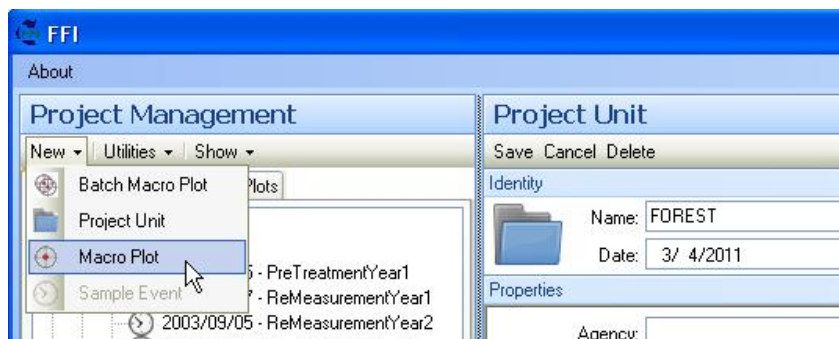 FFI
About
Project Management
New Utilities Show
Batch Macro Plot
Plots
Project Unit
Macro Plot
Sample Event
5 - PreTreatmentYear1
7 - ReMeasurementYear1
2003/09/05 - ReMeasurementYear2
Project Unit
Save Cancel Delete
Identity
Name: FOREST
Date: 3/ 4/2011
Properties
Agency: